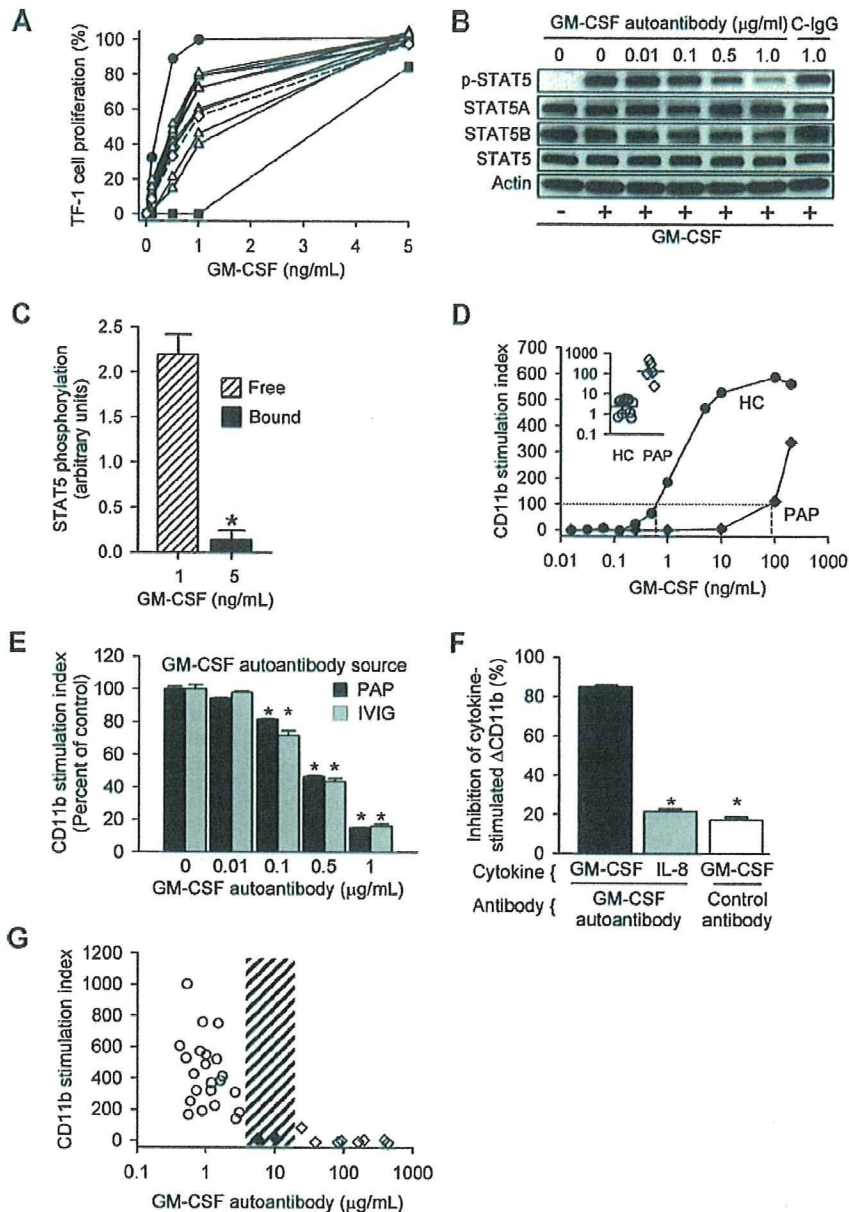 A
TF-1 cell proliferation (%)
100
80
60
40
20
0
0 1 2 3 4 5
GM-CSF (ng/mL)
B
GM-CSF autoantibody (μg/ml) C-IgG
0 0 0.01 0.1 0.5 1.0 1.0
p-STAT5
STAT5A
STAT5B
STAT5
Actin
- + + + + + +
GM-CSF
C
STAT5 phosphorylation
(arbitrary units)
2.5
2.0
1.5
1.0
0.5
0.0
Free
Bound
*
1 5
GM-CSF (ng/mL)
D
CD11b stimulation index
700
600
500
400
300
200
100
0
1000
100
10
1
0.1
HC PAP
HC
PAP
0.01 0.1 1 10 100 1000
GM-CSF (ng/mL)
E
CD11b stimulation index
(Percent of control)
120
100
80
60
40
20
0
GM-CSF autoantibody source
PAP
IVIG
* *
* *
* *
0 0.01 0.1 0.5 1
GM-CSF autoantibody (μg/mL)
F
Inhibition of cytokine-
stimulated ΔCD11b (%)
100
80
60
40
20
0
* *
Cytokine { GM-CSF IL-8 GM-CSF
Antibody { GM-CSF autoantibody Control antibody
G
CD11b stimulation index
1200
1000
800
600
400
200
0
0.1 1 10 100 1000
GM-CSF autoantibody (μg/mL)